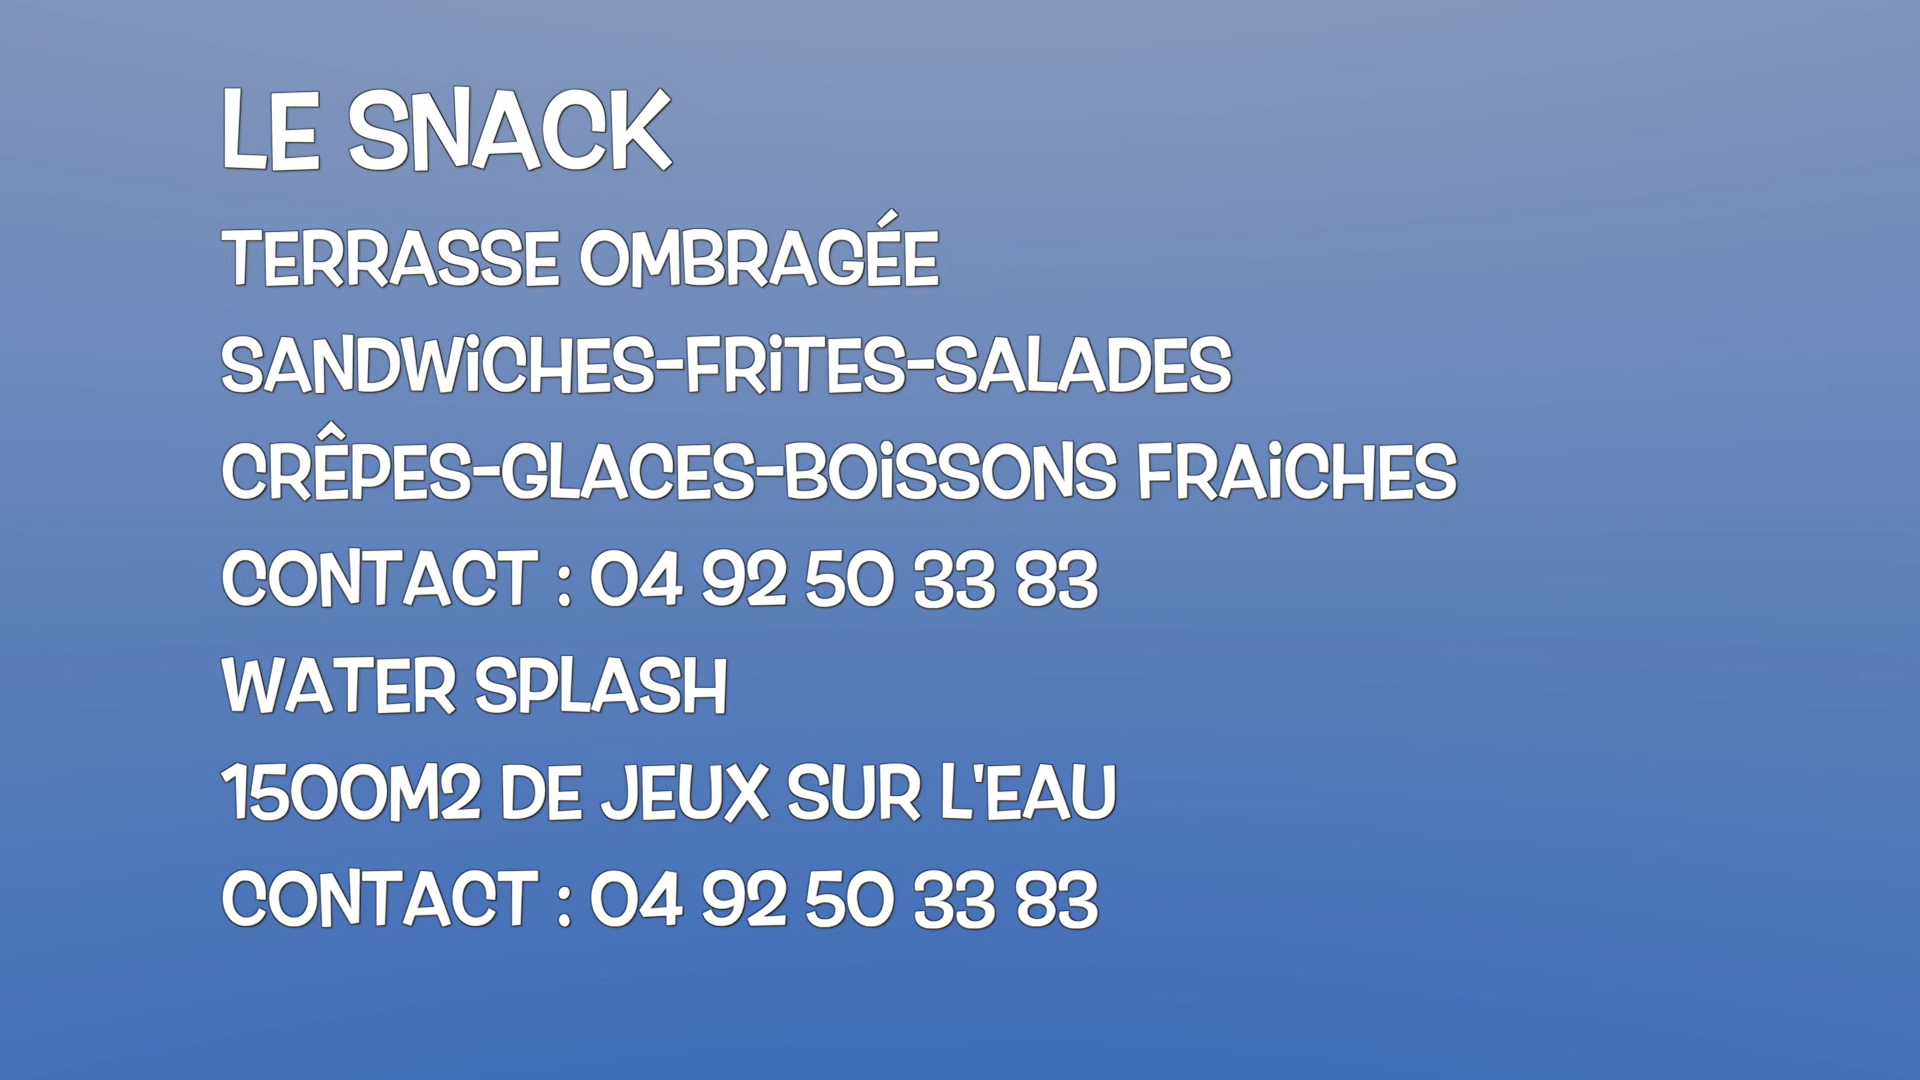 LE SNACK
TERRASSE OMBRAGÉE
SANDWiCHES-FRiTES-SALADES
CRÊPES-GLACES-BOiSSONS FRAiCHES
CONTACT : 04 92 50 33 83
WATER SPLASH
1500M2 DE JEUX SUR L'EAU
CONTACT : 04 92 50 33 83